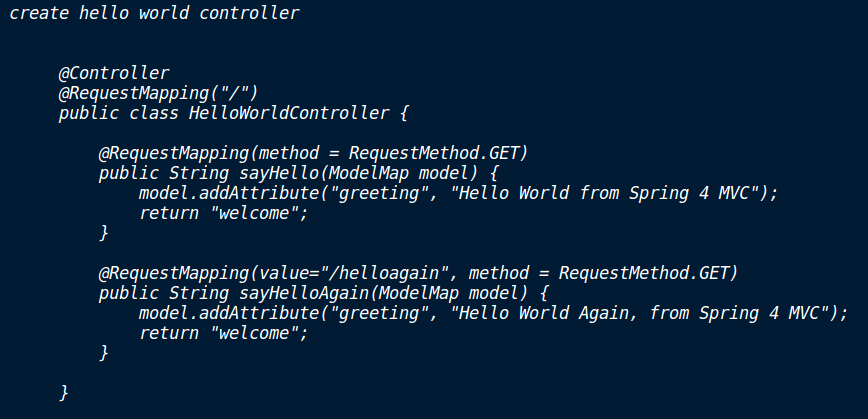 create hello world controller
@Controller
@RequestMapping("/")
public class HelloWorldController {
@RequestMapping(method = RequestMethod.GET)
public String sayHello(ModelMap model) {
model.addAttribute("greeting", "Hello World from Spring 4 MVC");
return "welcome";
}
@RequestMapping(value="/helloagain", method = RequestMethod.GET)
public String sayHelloAgain(ModelMap model) {
model.addAttribute("greeting", "Hello World Again, from Spring 4 MVC");
return "welcome";
}
}